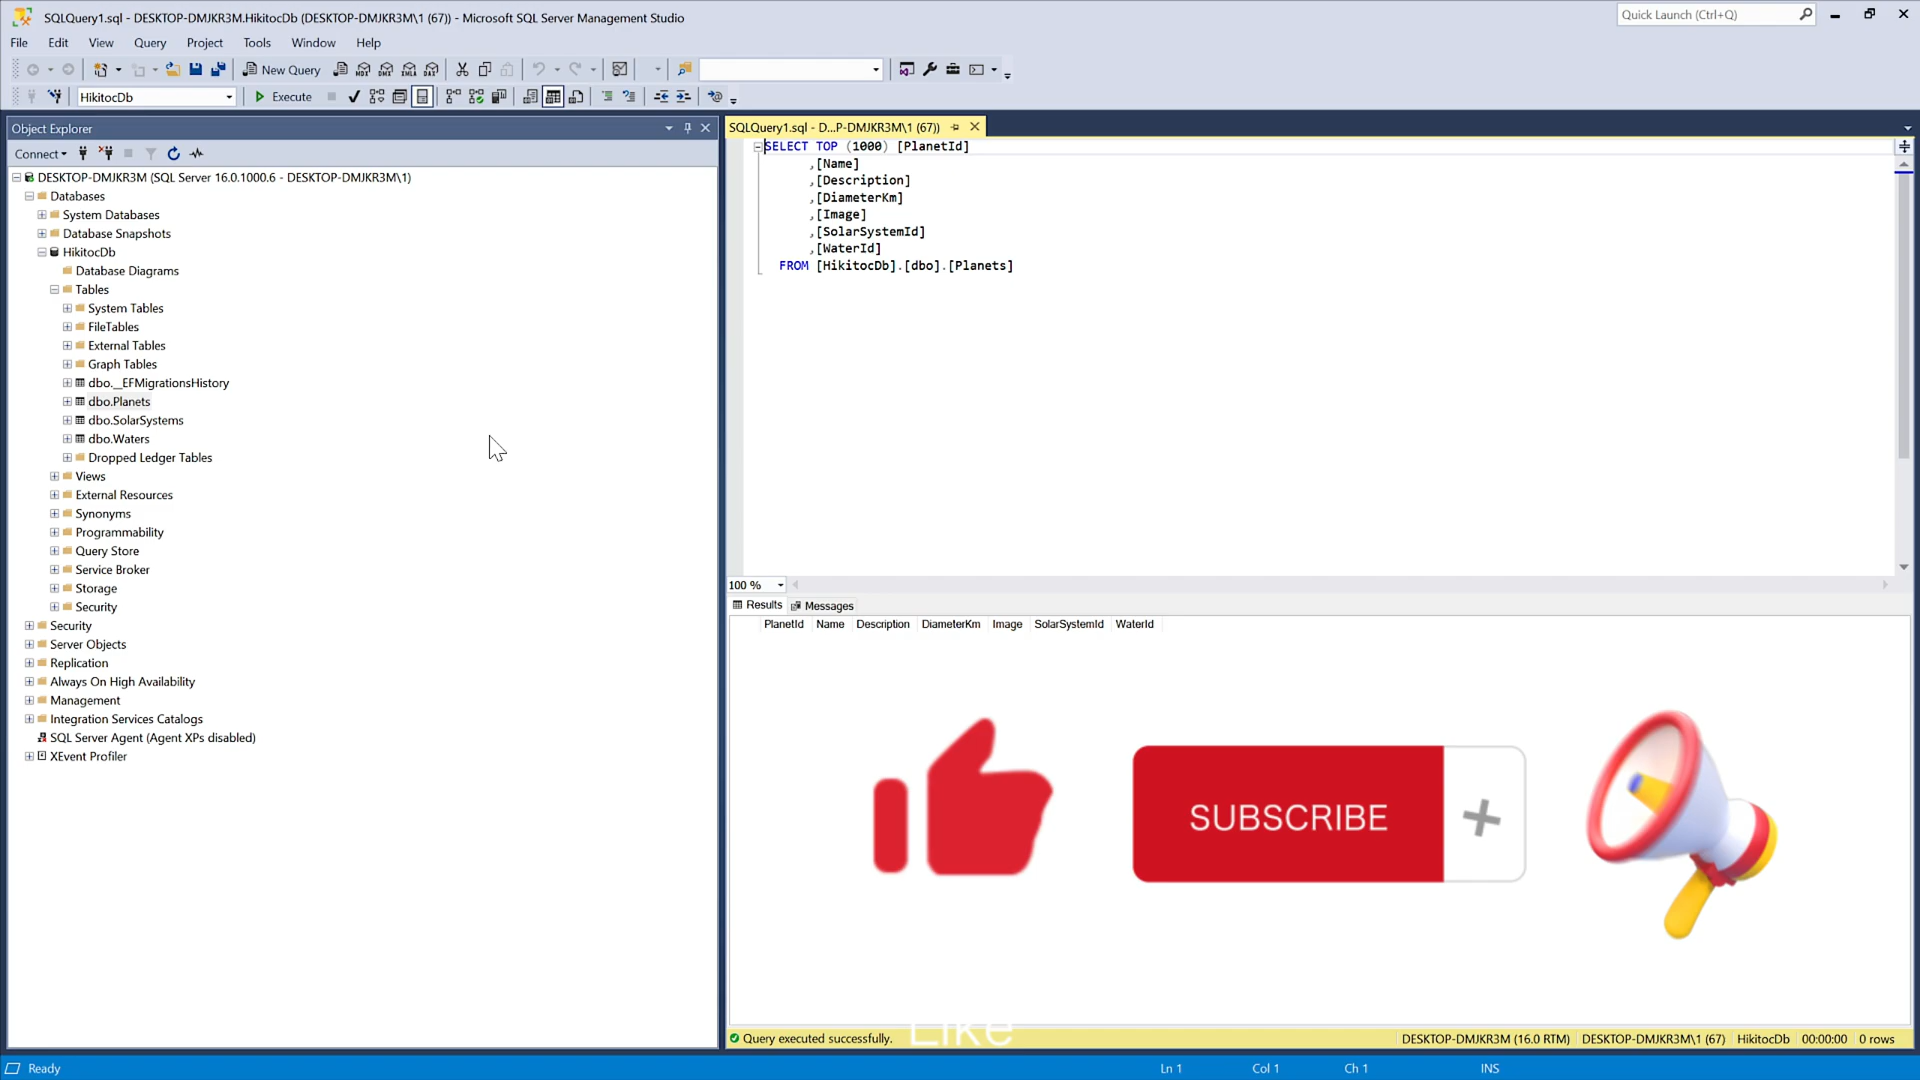 SQLQuery1.sql - DESKTOP-DMJKR3M.HikitocDb (DESKTOP-DMJKR3M\1 (67)) - Microsoft SQL Server Management Studio
Quick Launch (Ctrl+Q)
File Edit View Query Project Tools Window Help
New Query MDX DMX XMLA DAX
HikitocDb Execute
Object Explorer
Connect
DESKTOP-DMJKR3M (SQL Server 16.0.1000.6 - DESKTOP-DMJKR3M\1)
Databases
System Databases
Database Snapshots
HikitocDb
Database Diagrams
Tables
System Tables
FileTables
External Tables
Graph Tables
dbo.__EFMigrationsHistory
dbo.Planets
dbo.SolarSystems
dbo.Waters
Dropped Ledger Tables
Views
External Resources
Synonyms
Programmability
Query Store
Service Broker
Storage
Security
Security
Server Objects
Replication
Always On High Availability
Management
Integration Services Catalogs
SQL Server Agent (Agent XPs disabled)
XEvent Profiler
SQLQuery1.sql - D...P-DMJKR3M\1 (67))
SELECT TOP (1000) [PlanetId]
,[Name]
,[Description]
,[DiameterKm]
,[Image]
,[SolarSystemId]
,[WaterId]
FROM [HikitocDb].[dbo].[Planets]
100 %
Results Messages
PlanetId Name Description DiameterKm Image SolarSystemId WaterId
SUBSCRIBE +
Like
Query executed successfully. DESKTOP-DMJKR3M (16.0 RTM) DESKTOP-DMJKR3M\1 (67) HikitocDb 00:00:00 0 rows
Ready Ln 1 Col 1 Ch 1 INS